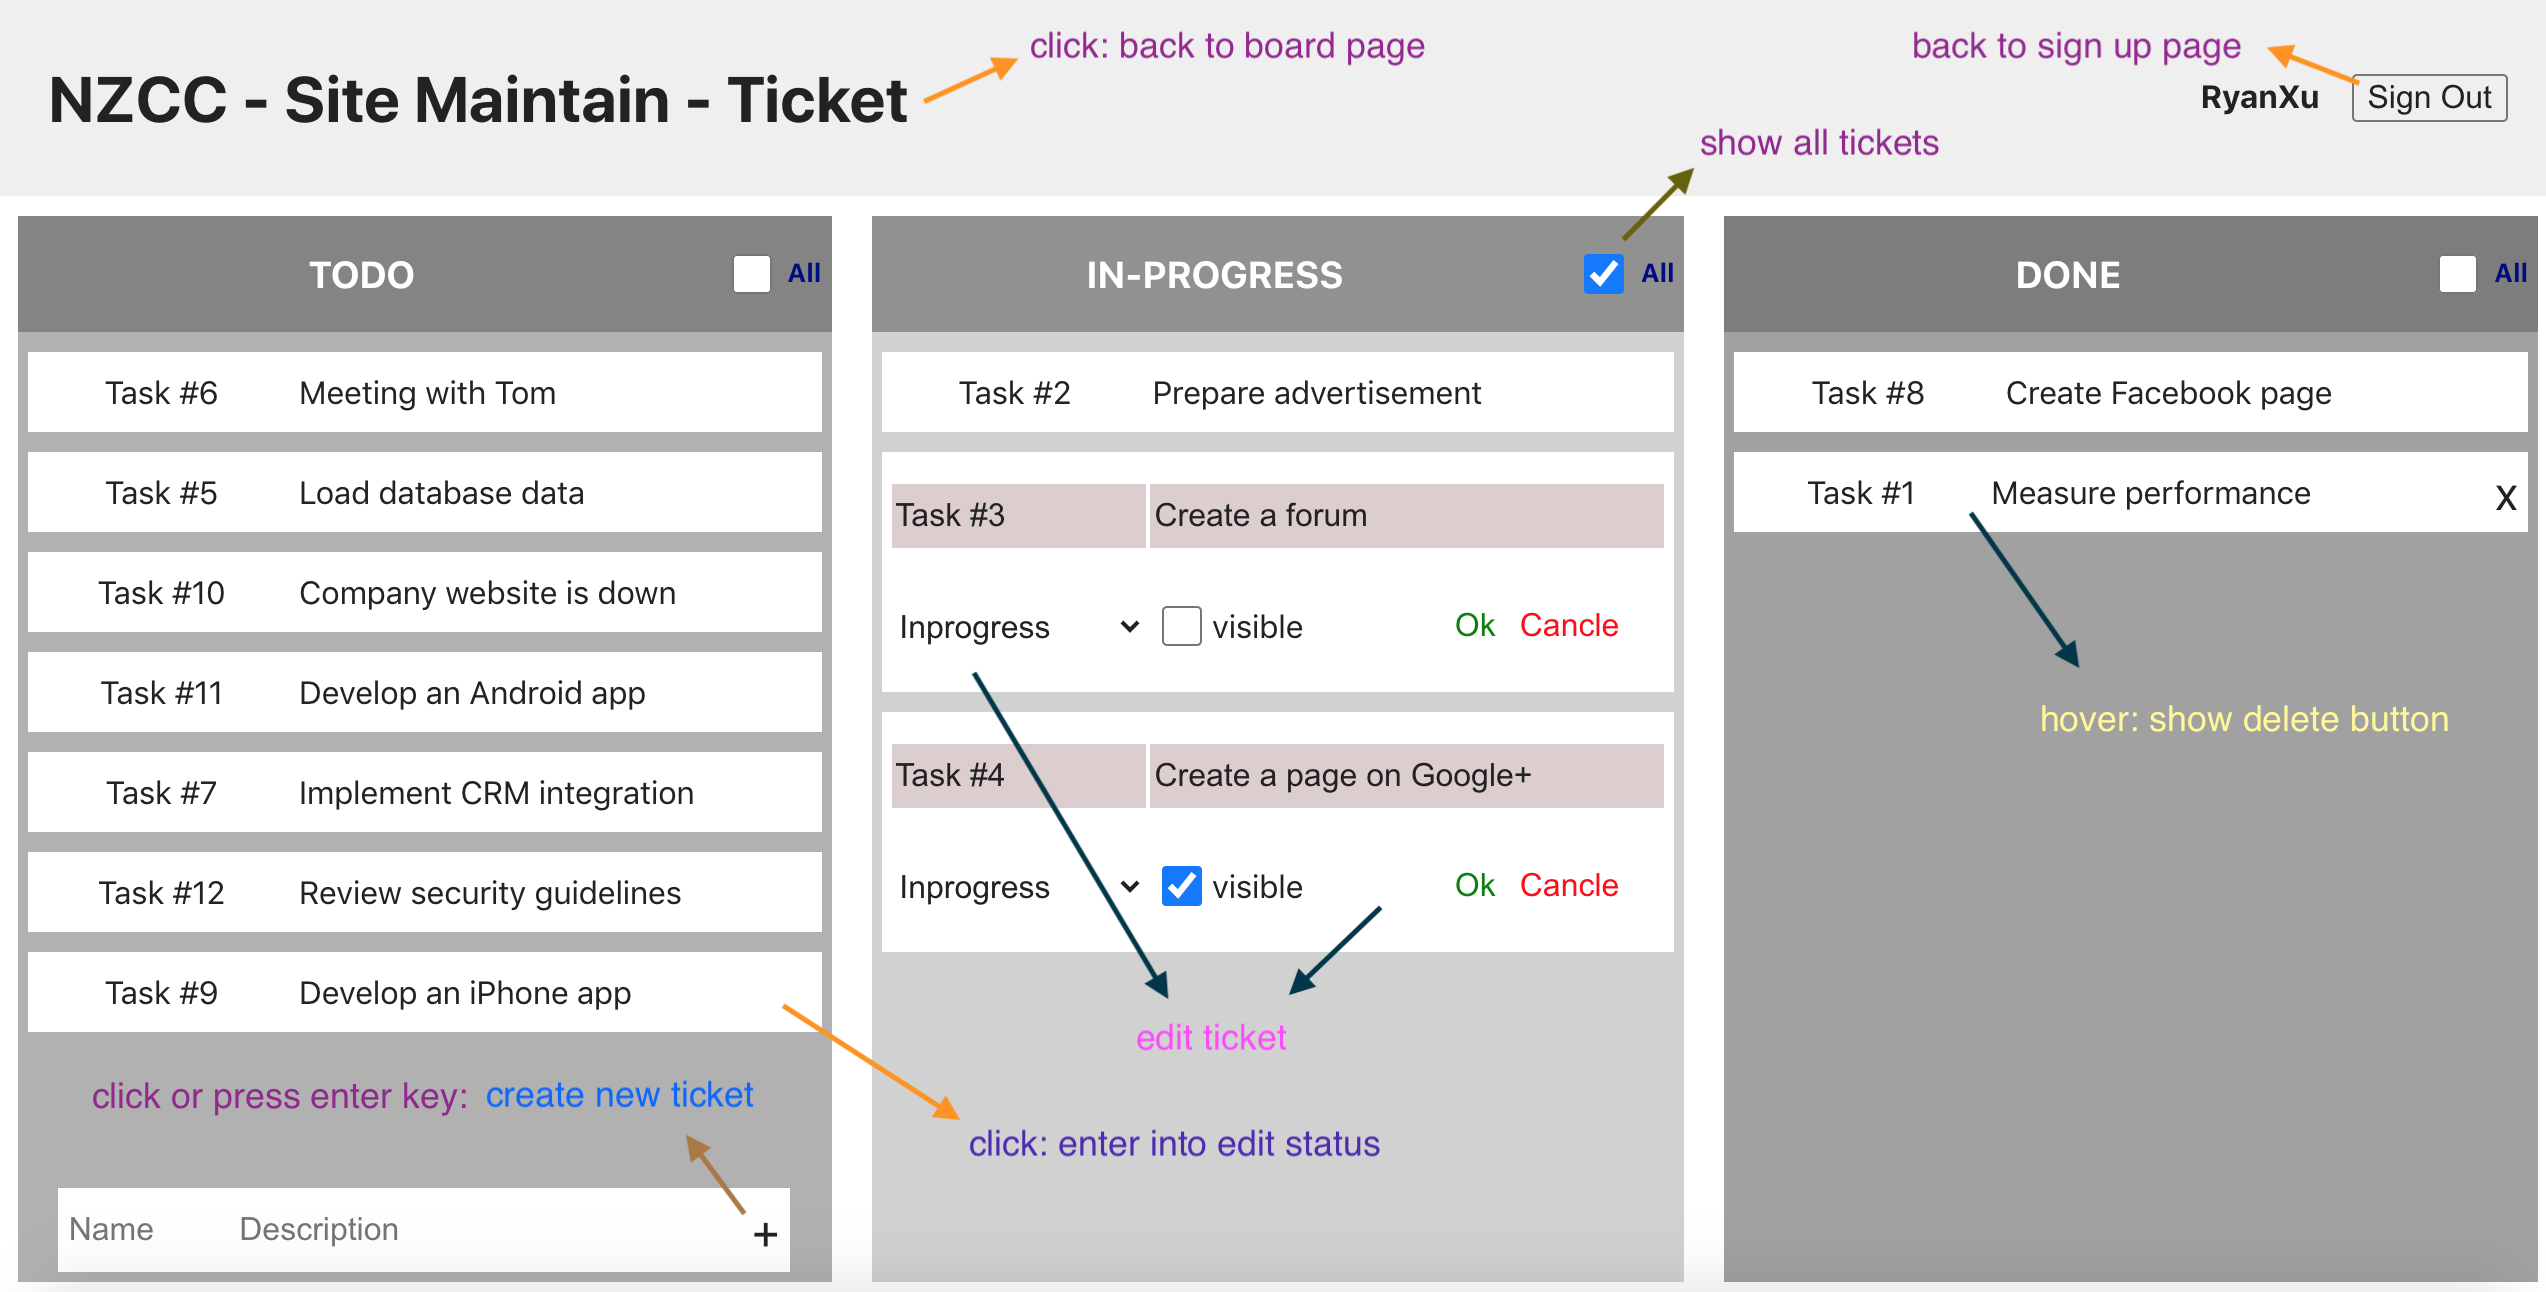 click: back to board page
back to sign up page
NZCC - Site Maintain - Ticket
RyanXu
Sign Out
show all tickets
TODO
All
Task #6 Meeting with Tom
Task #5 Load database data
Task #10 Company website is down
Task #11 Develop an Android app
Task #7 Implement CRM integration
Task #12 Review security guidelines
Task #9 Develop an iPhone app
click or press enter key: create new ticket
Name Description +
IN-PROGRESS
All
Task #2 Prepare advertisement
Task #3 Create a forum
Inprogress visible Ok Cancle
Task #4 Create a page on Google+
Inprogress visible Ok Cancle
edit ticket
click: enter into edit status
DONE
All
Task #8 Create Facebook page
Task #1 Measure performance X
hover: show delete button